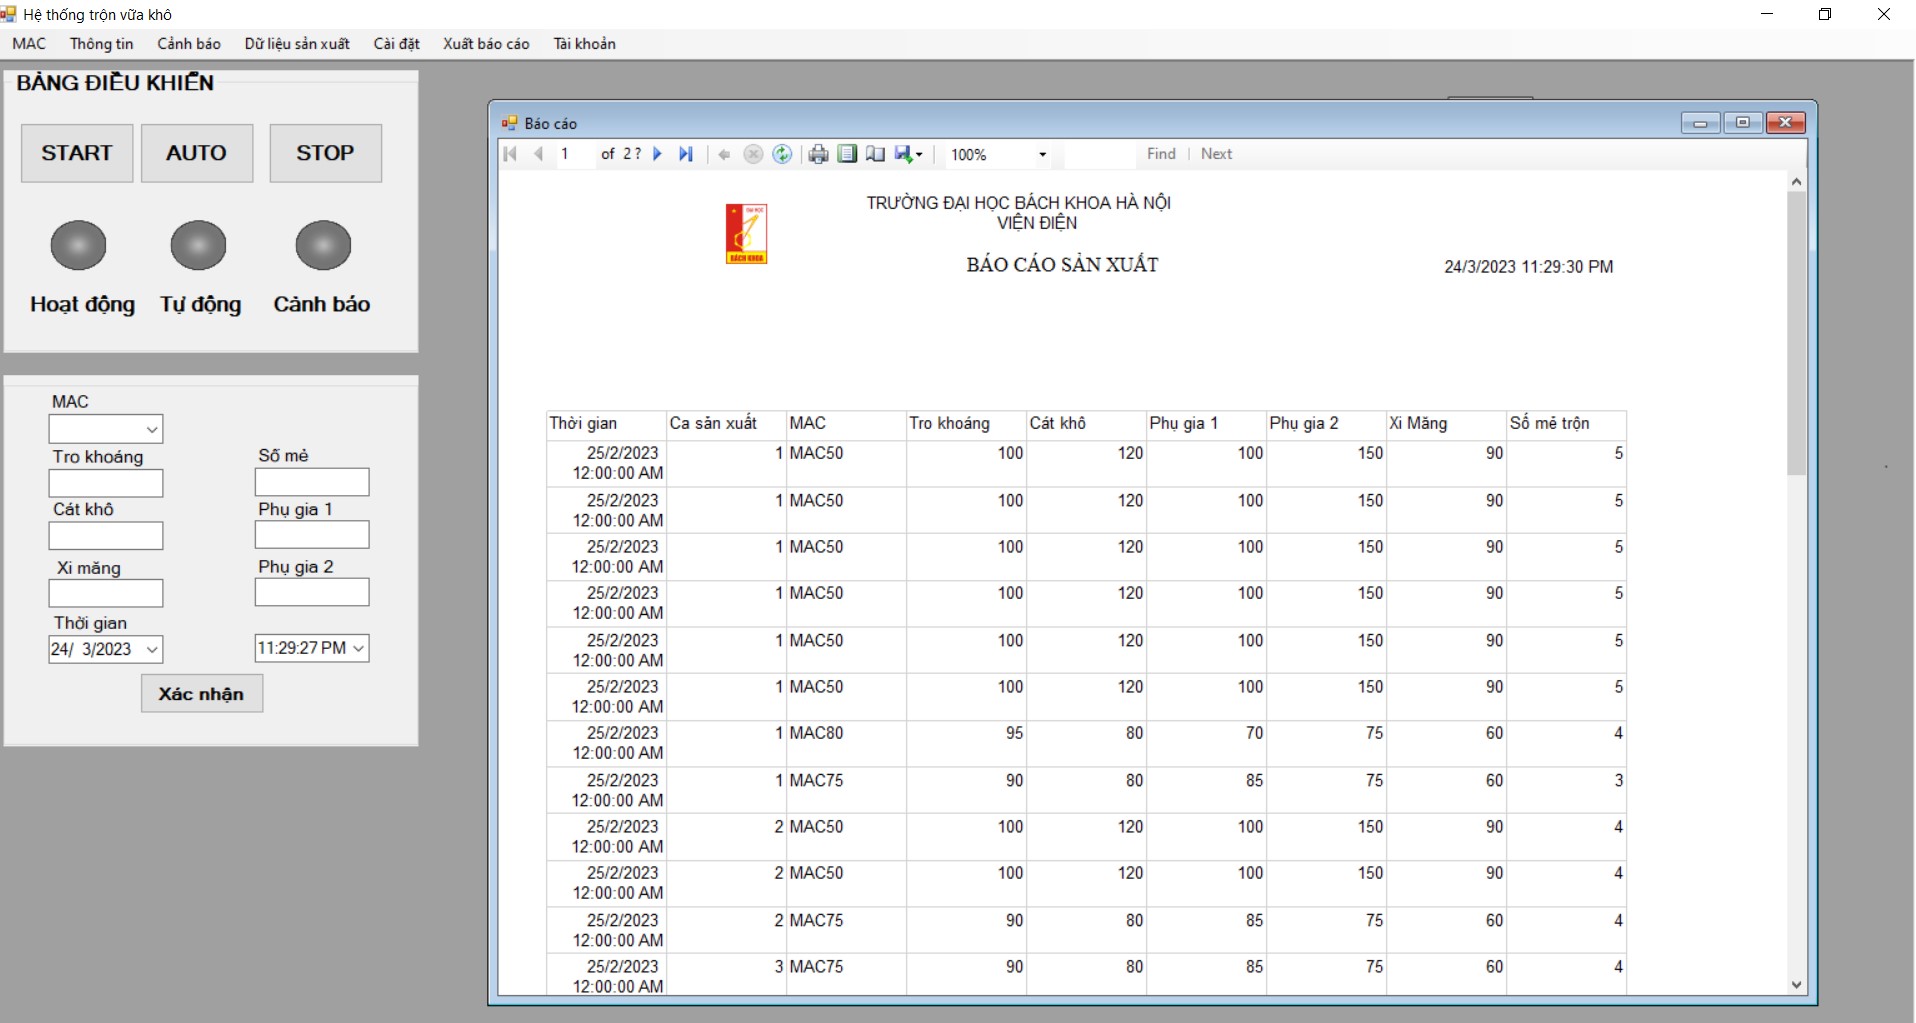 Hệ thống trộn vữa khô
MAC Thông tin Cảnh báo Dữ liệu sản xuất Cài đặt Xuất báo cáo Tài khoản
BẢNG ĐIỀU KHIỂN
START AUTO STOP
Hoạt động Tự động Cảnh báo
MAC
Tro khoáng Số mẻ
Cát khô Phụ gia 1
Xi măng Phụ gia 2
Thời gian
24/ 3/2023 11:29:27 PM
Xác nhận
Báo cáo
1 of 2 ? 100% Find | Next
TRƯỜNG ĐẠI HỌC BÁCH KHOA HÀ NỘI
VIỆN ĐIỆN
ĐẠI HỌC
BÁCH KHOA
BÁO CÁO SẢN XUẤT
24/3/2023 11:29:30 PM
Thời gian Ca sản xuất MAC Tro khoáng Cát khô Phụ gia 1 Phụ gia 2 Xi Măng Số mẻ trộn
25/2/2023 1 MAC50 100 120 100 150 90 5
12:00:00 AM
25/2/2023 1 MAC50 100 120 100 150 90 5
12:00:00 AM
25/2/2023 1 MAC50 100 120 100 150 90 5
12:00:00 AM
25/2/2023 1 MAC50 100 120 100 150 90 5
12:00:00 AM
25/2/2023 1 MAC50 100 120 100 150 90 5
12:00:00 AM
25/2/2023 1 MAC50 100 120 100 150 90 5
12:00:00 AM
25/2/2023 1 MAC80 95 80 70 75 60 4
12:00:00 AM
25/2/2023 1 MAC75 90 80 85 75 60 3
12:00:00 AM
25/2/2023 2 MAC50 100 120 100 150 90 4
12:00:00 AM
25/2/2023 2 MAC50 100 120 100 150 90 4
12:00:00 AM
25/2/2023 2 MAC75 90 80 85 75 60 4
12:00:00 AM
25/2/2023 3 MAC75 90 80 85 75 60 4
12:00:00 AM